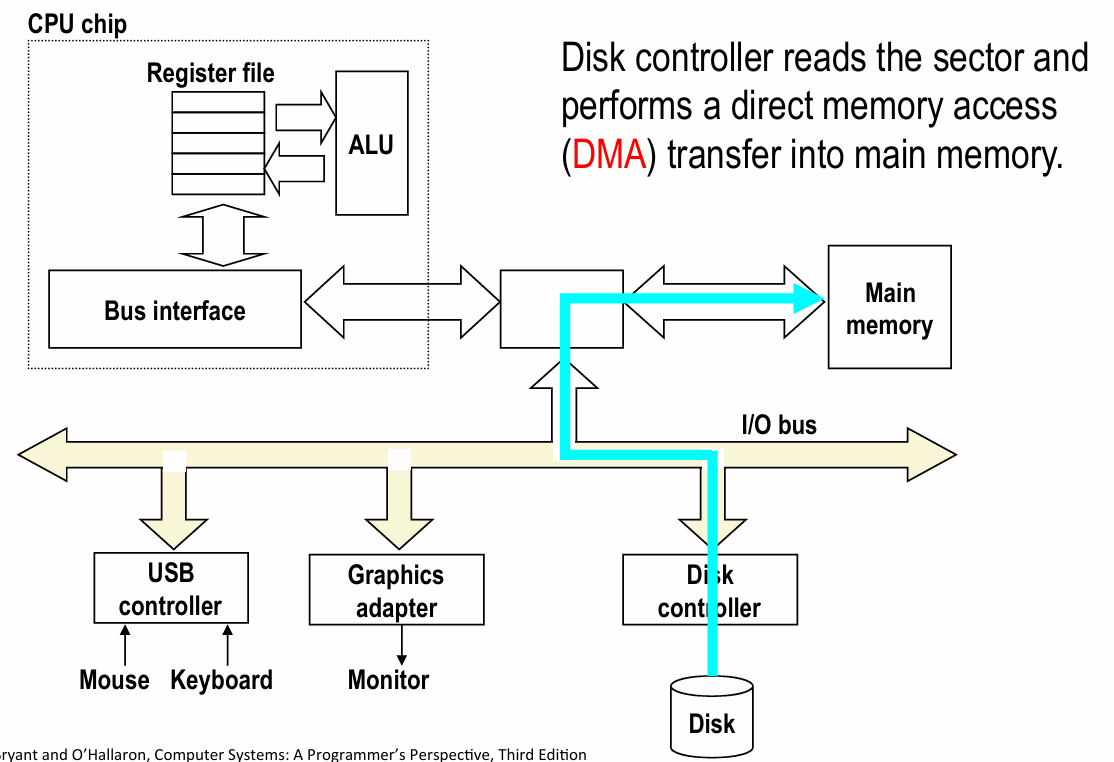 CPU chip
Disk controller reads the sector and
performs a direct memory access
(DMA) transfer into main memory.
Register file
ALU
Bus interface
Main
memory
I/O bus
USB
controller
Graphics
adapter
Disk
controller
Mouse
Keyboard
Monitor
Disk
ryant and O’Hallaron, Computer Systems: A Programmer’s Perspective, Third Edition